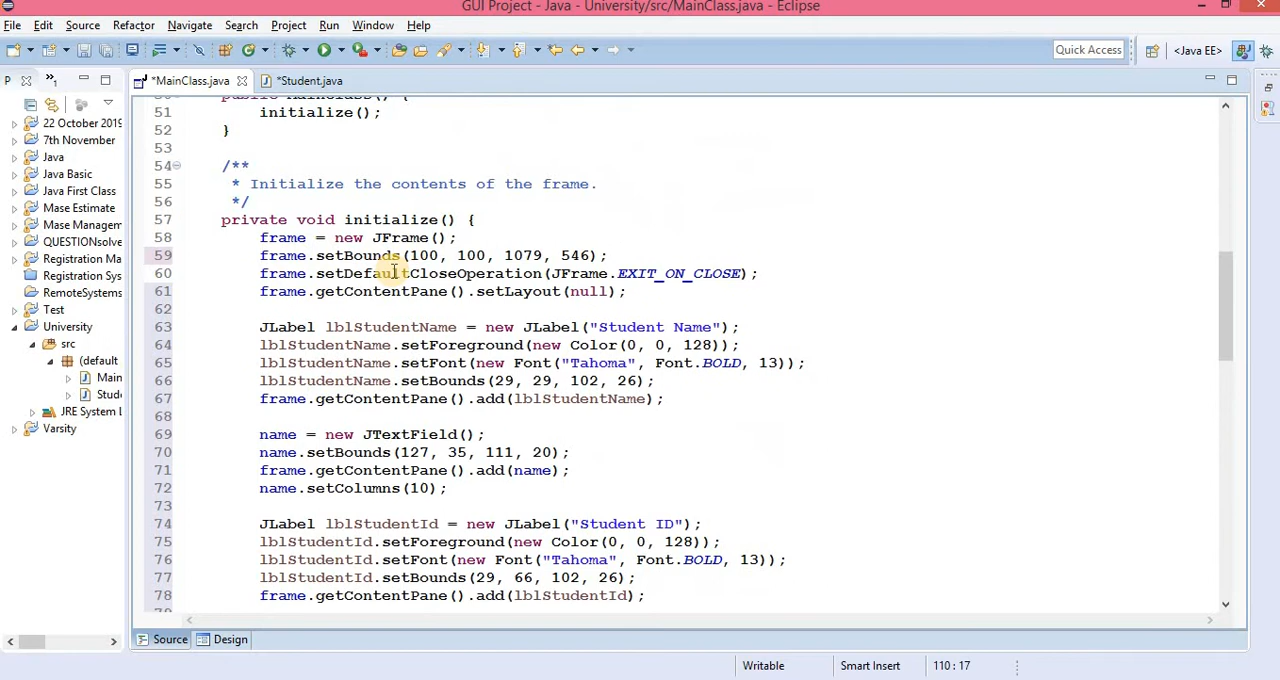 GUI Project - Java - University/src/MainClass.java - Eclipse
File Edit Source Refactor Navigate Search Project Run Window Help
Quick Access <Java EE>
P »1 *MainClass.java *Student.java
22 October 2019
7th November
Java
Java Basic
Java First Class
Mase Estimate
Mase Managem
QUESTIONsolve
Registration Ma
Registration Sys
RemoteSystems
Test
University
src
(default
Main
Stud
JRE System L
Varsity
51 initialize();
52 }
53
54 /**
55 * Initialize the contents of the frame.
56 */
57 private void initialize() {
58 frame = new JFrame();
59 frame.setBounds(100, 100, 1079, 546);
60 frame.setDefaultCloseOperation(JFrame.EXIT_ON_CLOSE);
61 frame.getContentPane().setLayout(null);
62
63 JLabel lblStudentName = new JLabel("Student Name");
64 lblStudentName.setForeground(new Color(0, 0, 128));
65 lblStudentName.setFont(new Font("Tahoma", Font.BOLD, 13));
66 lblStudentName.setBounds(29, 29, 102, 26);
67 frame.getContentPane().add(lblStudentName);
68
69 name = new JTextField();
70 name.setBounds(127, 35, 111, 20);
71 frame.getContentPane().add(name);
72 name.setColumns(10);
73
74 JLabel lblStudentId = new JLabel("Student ID");
75 lblStudentId.setForeground(new Color(0, 0, 128));
76 lblStudentId.setFont(new Font("Tahoma", Font.BOLD, 13));
77 lblStudentId.setBounds(29, 66, 102, 26);
78 frame.getContentPane().add(lblStudentId);
Source Design
Writable Smart Insert 110 : 17